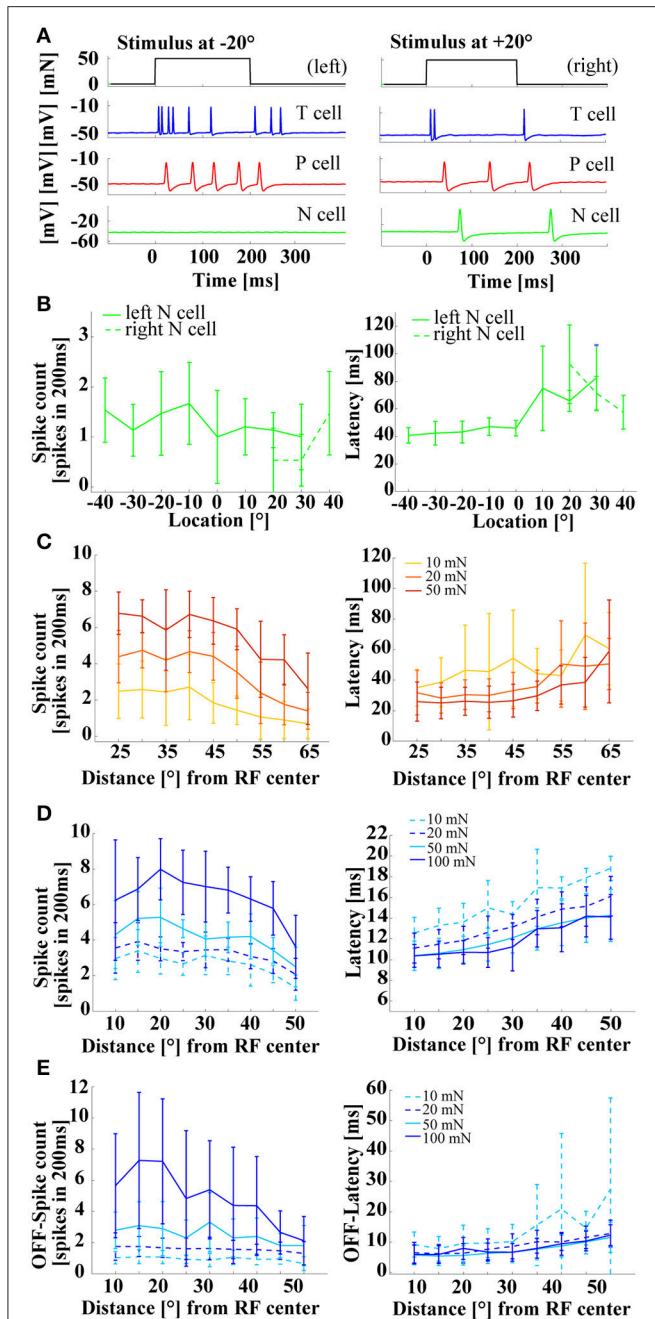 A
Stimulus at -20°
(left)
50
0
[mN]
T cell
-10
-50
[mV]
P cell
-10
-50
[mV]
N cell
-20
-60
[mV]
0 100 200 300
Time [ms]
Stimulus at +20°
(right)
T cell
P cell
N cell
0 100 200 300
Time [ms]
B
left N cell
right N cell
3
2
1
0
Spike count
[spikes in 200ms]
-40 -30 -20 -10 0 10 20 30 40
Location [°]
left N cell
right N cell
120
100
80
60
40
20
0
Latency [ms]
-40 -30 -20 -10 0 10 20 30 40
Location [°]
C
10
8
6
4
2
0
Spike count
[spikes in 200ms]
25 35 45 55 65
Distance [°] from RF center
10 mN
20 mN
50 mN
120
100
80
60
40
20
0
Latency [ms]
25 35 45 55 65
Distance [°] from RF center
D
10
8
6
4
2
0
Spike count
[spikes in 200ms]
10 20 30 40 50
Distance [°] from RF center
10 mN
20 mN
50 mN
100 mN
22
20
18
16
14
12
10
8
6
Latency [ms]
10 20 30 40 50
Distance [°] from RF center
E
12
10
8
6
4
2
0
OFF-Spike count
[spikes in 200ms]
10 20 30 40 50
Distance [°] from RF center
10 mN
20 mN
50 mN
100 mN
60
50
40
30
20
10
0
OFF-Latency [ms]
10 20 30 40 50
Distance [°] from RF center